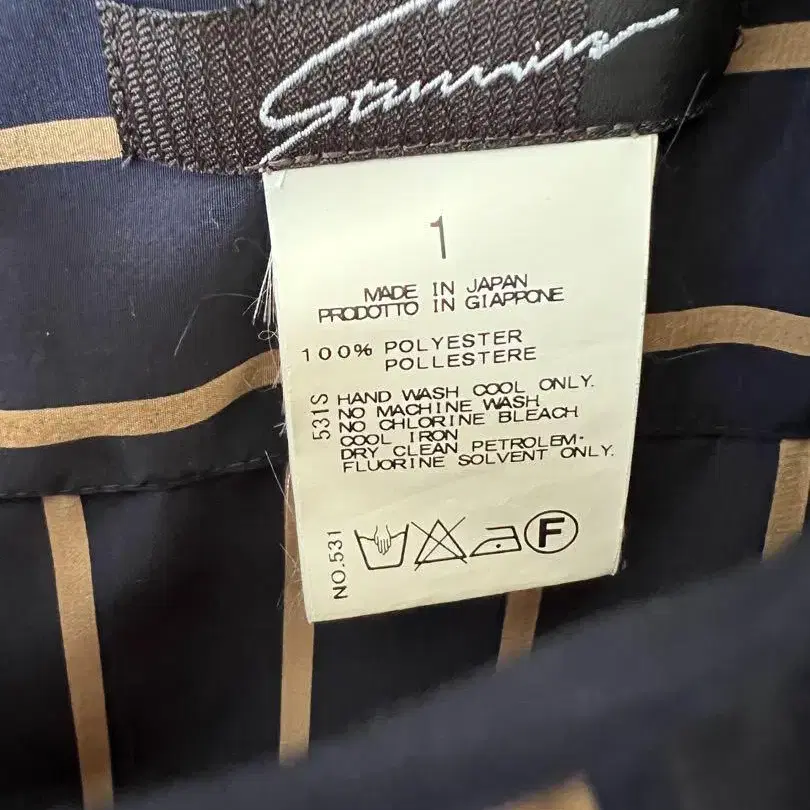 1
MADE IN JAPAN
PRODOTTO IN GIAPPONE
100% POLYESTER
POLLESTERE
531S
HAND WASH COOL ONLY.
NO MACHINE WASH
NO CHLORINE BLEACH
COOL IRON
DRY CLEAN PETROLEM-
FLUORINE SOLVENT ONLY.
NO.531
F